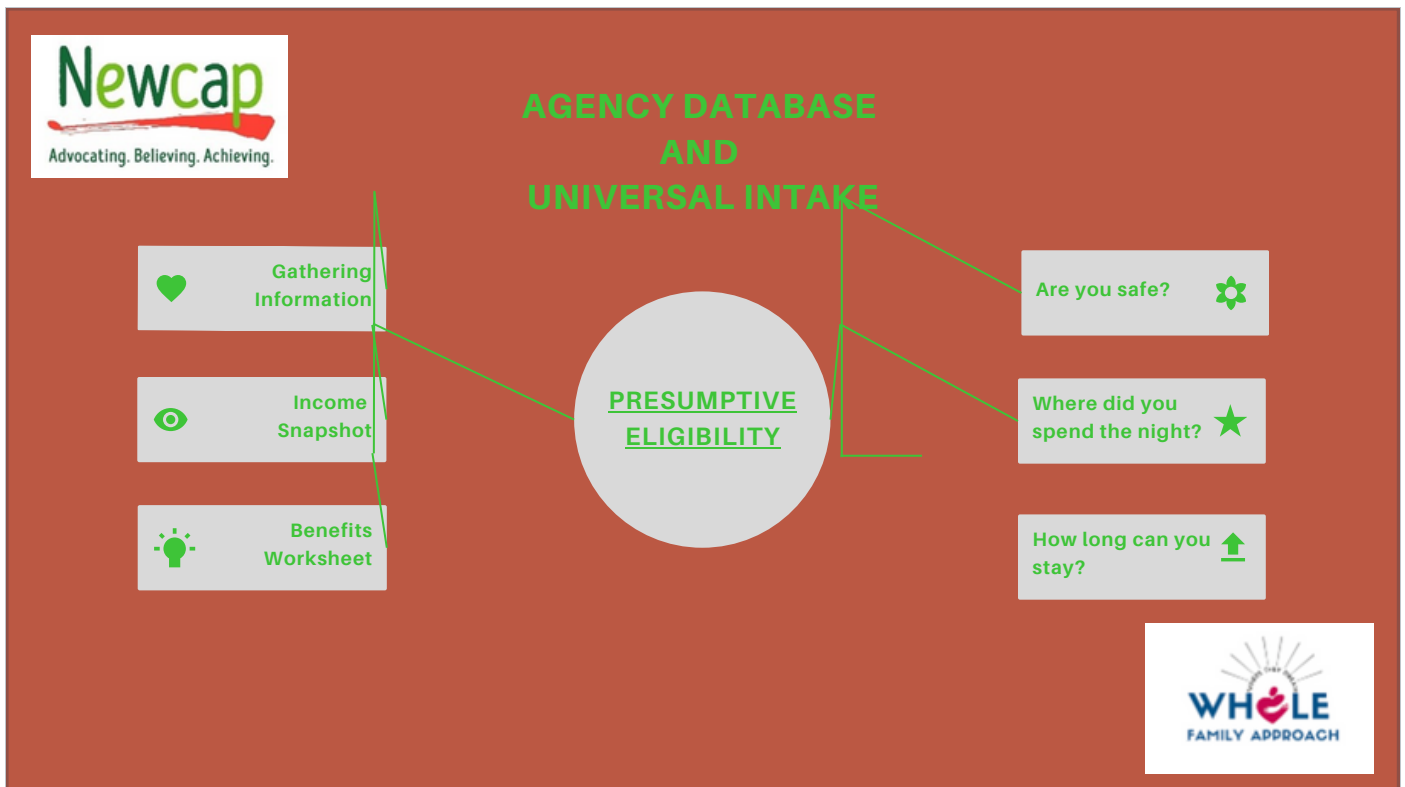 Newcap
Advocating. Believing. Achieving.
AGENCY DATABASE
AND
UNIVERSAL INTAKE
Gathering
Information
Income
Snapshot
Benefits
Worksheet
PRESUMPTIVE
ELIGIBILITY
Are you safe?
Where did you
spend the night?
How long can you
stay?
WHOLE
FAMILY APPROACH